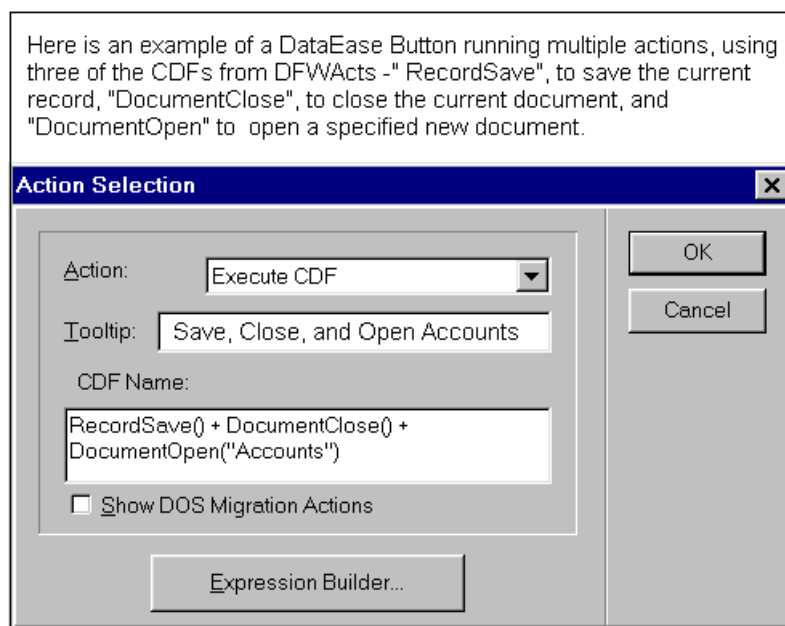 Here is an example of a DataEase Button running multiple actions, using
three of the CDFs from DFWActs -" RecordSave", to save the current
record, "DocumentClose", to close the current document, and
"DocumentOpen" to  open a specified new document.
Action Selection
Action:
Execute CDF
OK
Tooltip:
Save, Close, and Open Accounts
Cancel
CDF Name:
RecordSave() + DocumentClose() +
DocumentOpen("Accounts")
Show DOS Migration Actions
Expression Builder...